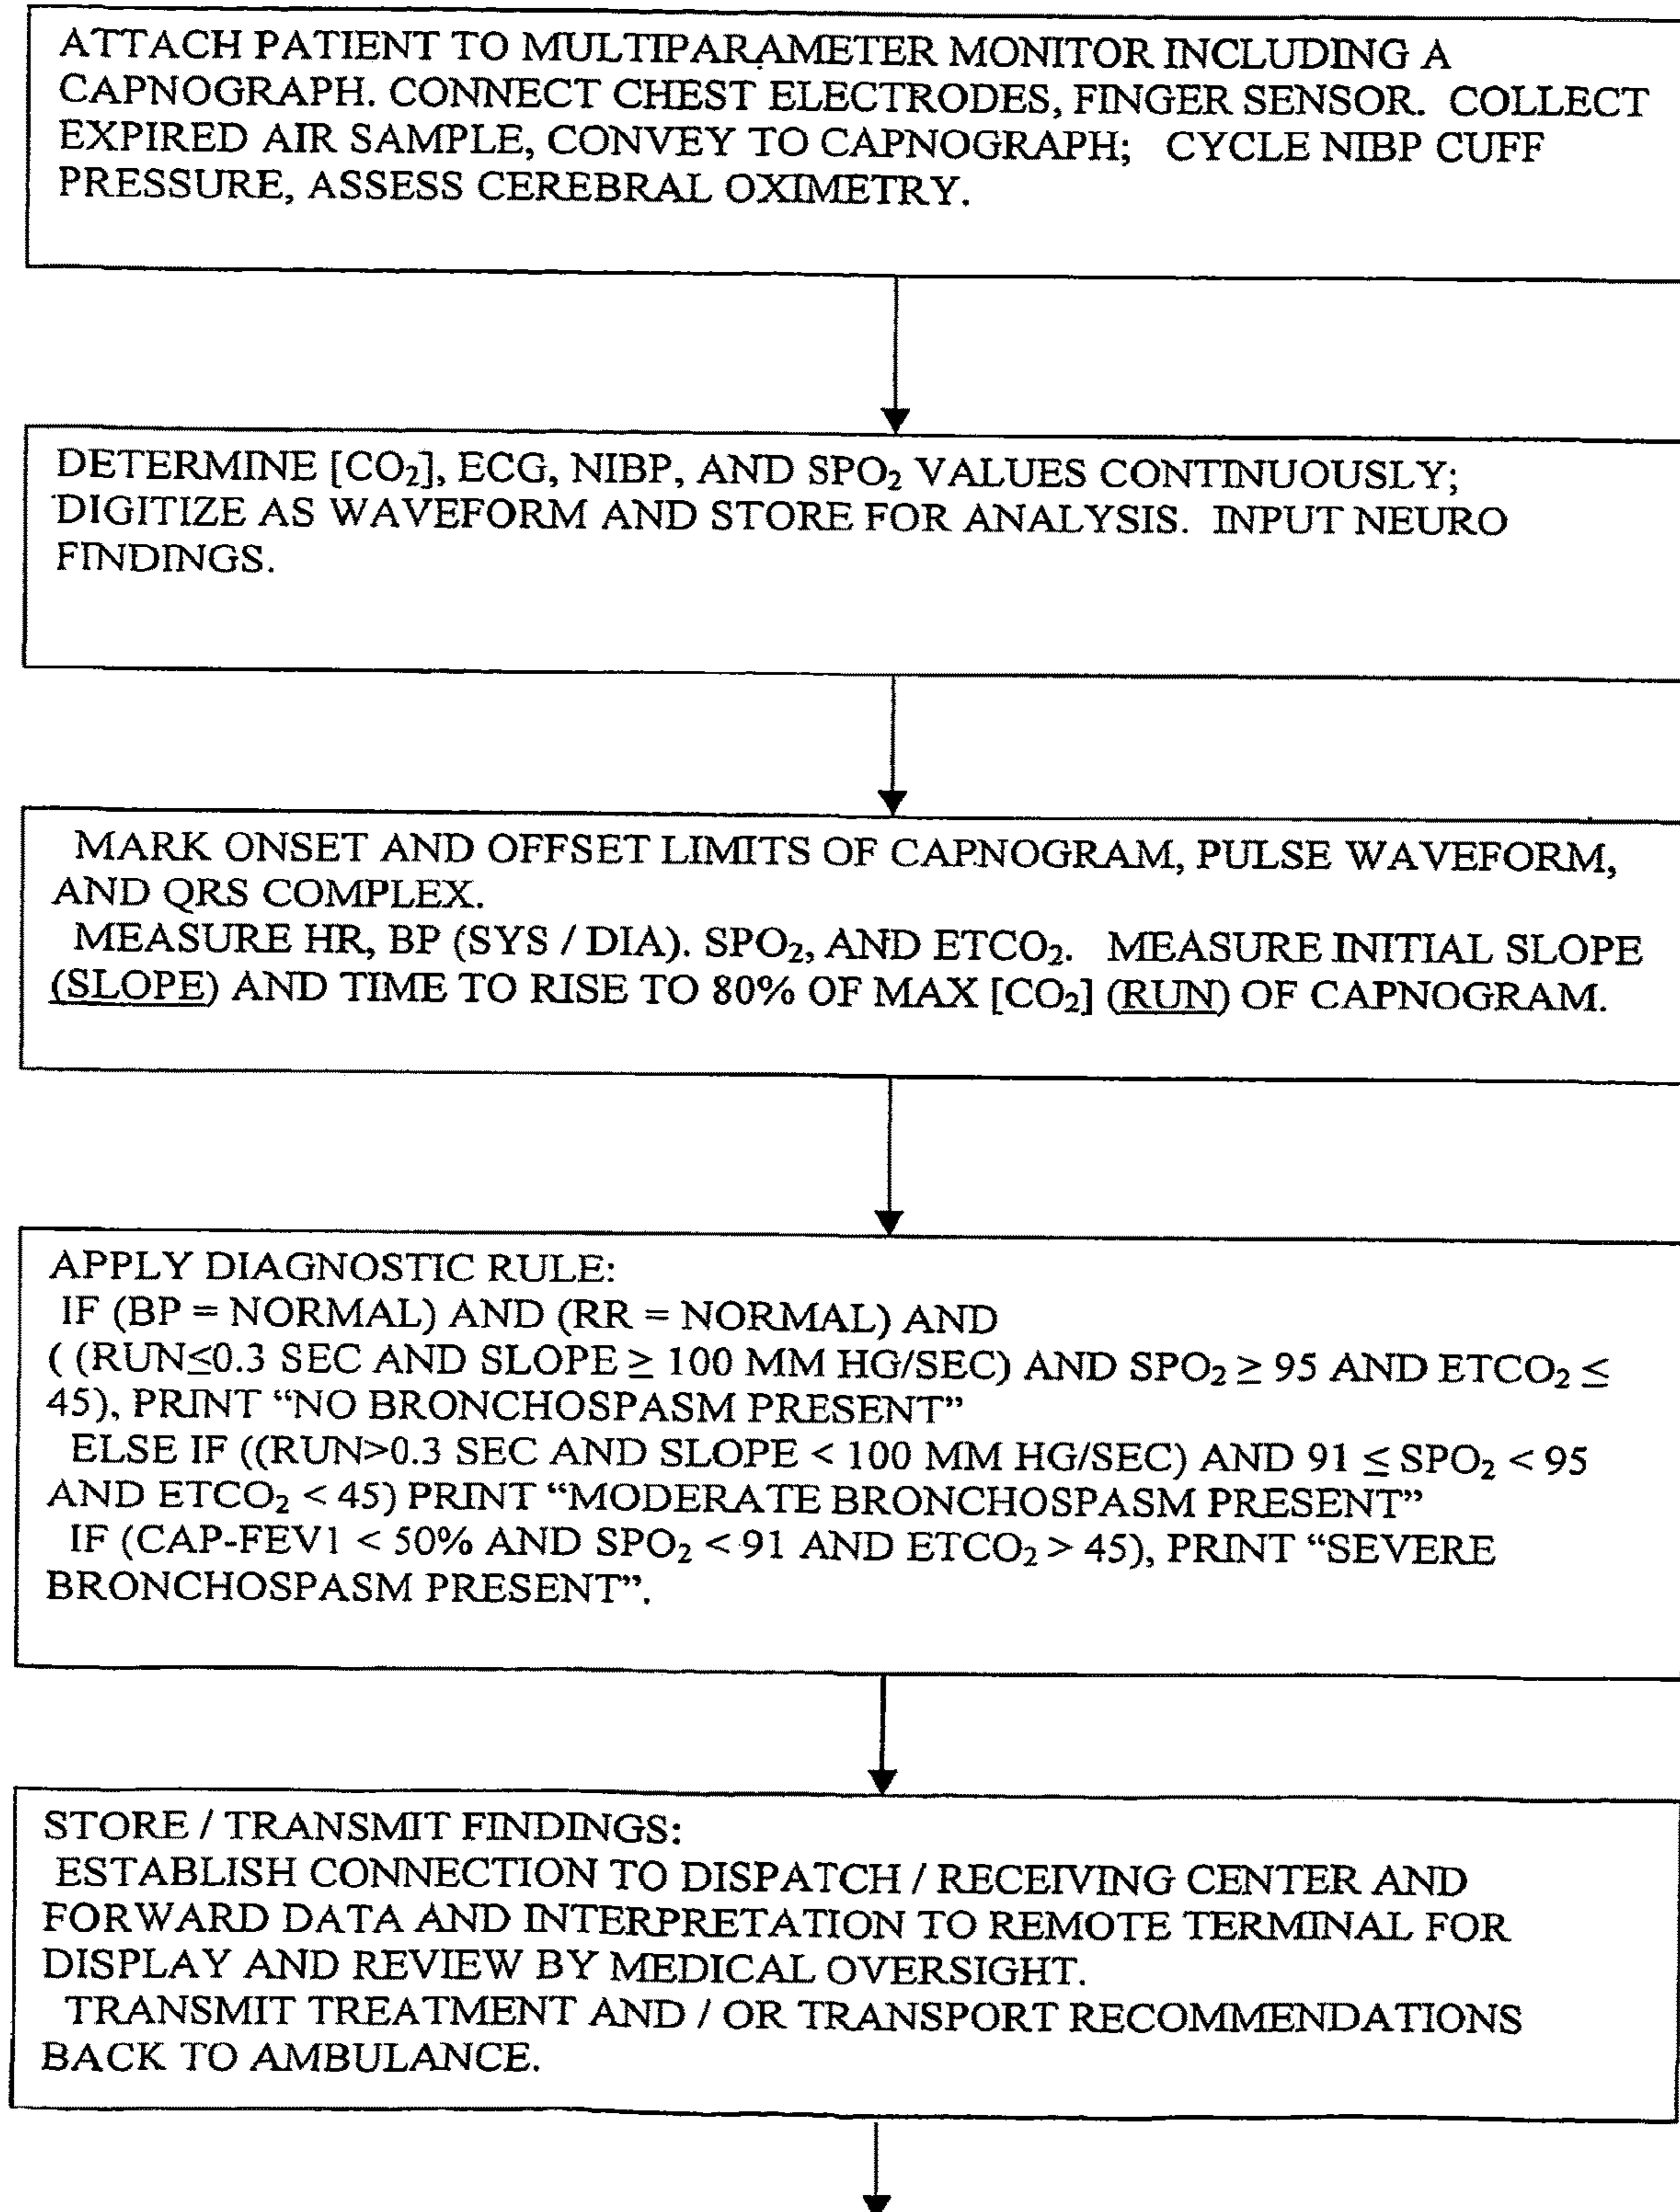 ATTACH PATIENT TO MULTIPARAMETER MONITOR INCLUDING A
CAPNOGRAPH. CONNECT CHEST ELECTRODES, FINGER SENSOR. COLLECT
EXPIRED AIR SAMPLE, CONVEY TO CAPNOGRAPH; CYCLE NIBP CUFF
PRESSURE, ASSESS CEREBRAL OXIMETRY.
DETERMINE [CO₂], ECG, NIBP, AND SPO₂ VALUES CONTINUOUSLY;
DIGITIZE AS WAVEFORM AND STORE FOR ANALYSIS. INPUT NEURO
FINDINGS.
MARK ONSET AND OFFSET LIMITS OF CAPNOGRAM, PULSE WAVEFORM,
AND QRS COMPLEX.
MEASURE HR, BP (SYS / DIA). SPO₂, AND ETCO₂. MEASURE INITIAL SLOPE
(SLOPE) AND TIME TO RISE TO 80% OF MAX [CO₂] (RUN) OF CAPNOGRAM.
APPLY DIAGNOSTIC RULE:
IF (BP = NORMAL) AND (RR = NORMAL) AND
( (RUN≤0.3 SEC AND SLOPE ≥ 100 MM HG/SEC) AND SPO₂ ≥ 95 AND ETCO₂ ≤
45), PRINT “NO BRONCHOSPASM PRESENT”
ELSE IF ((RUN>0.3 SEC AND SLOPE < 100 MM HG/SEC) AND 91 ≤ SPO₂ < 95
AND ETCO₂ < 45) PRINT “MODERATE BRONCHOSPASM PRESENT”
IF (CAP-FEV1 < 50% AND SPO₂ < 91 AND ETCO₂ > 45), PRINT “SEVERE
BRONCHOSPASM PRESENT”.
STORE / TRANSMIT FINDINGS:
ESTABLISH CONNECTION TO DISPATCH / RECEIVING CENTER AND
FORWARD DATA AND INTERPRETATION TO REMOTE TERMINAL FOR
DISPLAY AND REVIEW BY MEDICAL OVERSIGHT.
TRANSMIT TREATMENT AND / OR TRANSPORT RECOMMENDATIONS
BACK TO AMBULANCE.